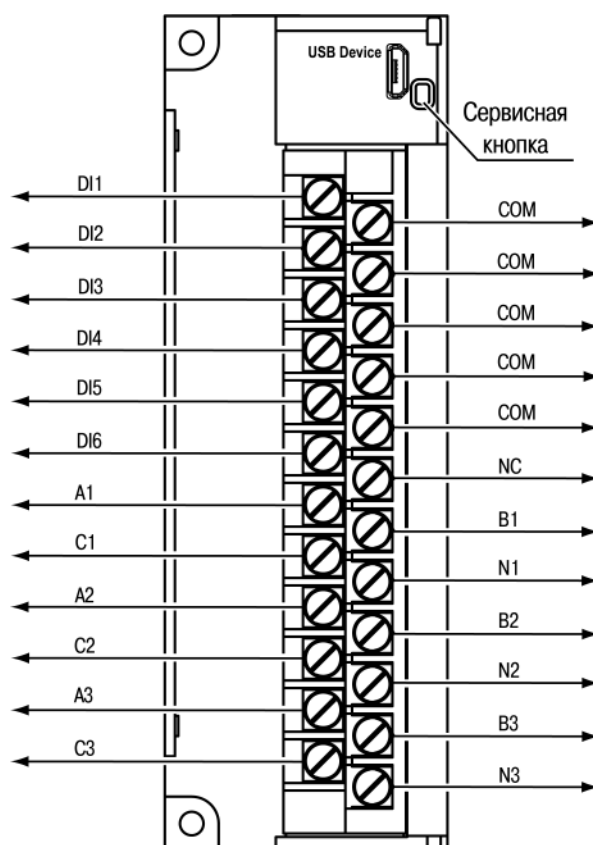 USB Device
Сервисная
кнопка
DI1
COM
DI2
COM
DI3
COM
DI4
COM
DI5
COM
DI6
NC
A1
B1
C1
N1
A2
B2
C2
N2
A3
B3
C3
N3